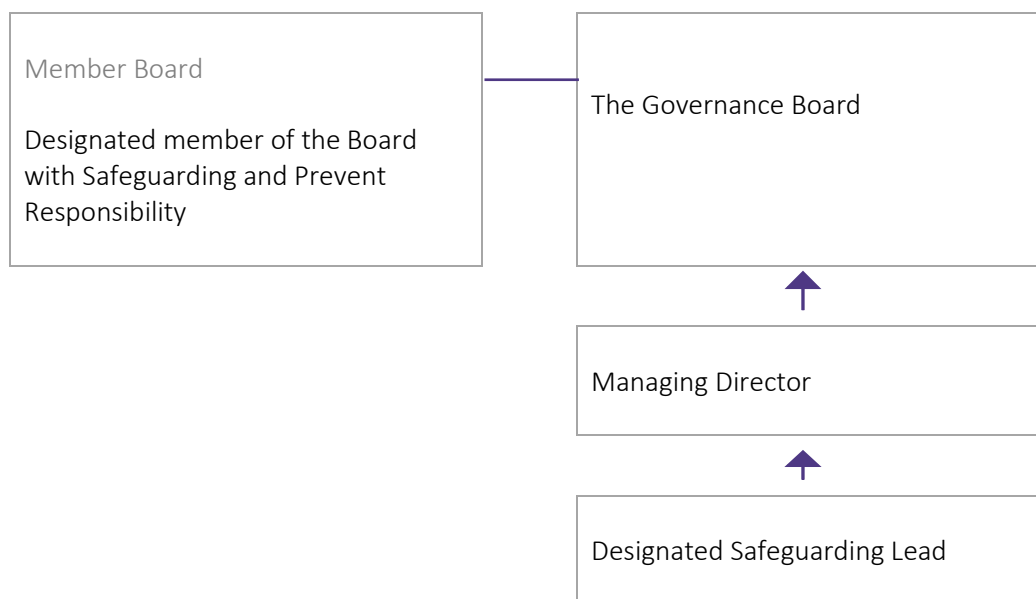 Member Board
Designated member of the Board
with Safeguarding and Prevent
Responsibility
The Governance Board
Managing Director
Designated Safeguarding Lead